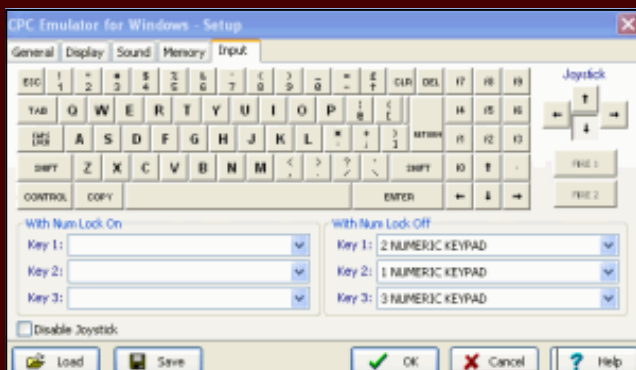 CPC Emulator for Windows - Setup
General Display Sound Memory Input
ESC ! 1 " 2 # 3 $ 4 % 5 & 6 ' 7 ( 8 ) 9 _ 0 = - £ ↑ CLR DEL f7 f8 f9 Joystick
TAB Q W E R T Y U I O P | @ { [ f4 f5 f6
CAPS LOCK A S D F G H J K L * : + ; } ] RETURN f1 f2 f3
SHIFT Z X C V B N M < , > . ? / ` \ SHIFT f0 ↑ . FIRE 1
CONTROL COPY ENTER ← ↓ → FIRE 2
With Num Lock On With Num Lock Off
Key 1: Key 1: 2 NUMERIC KEYPAD
Key 2: Key 2: 1 NUMERIC KEYPAD
Key 3: Key 3: 3 NUMERIC KEYPAD
Disable Joystick
Load Save OK Cancel ? Help